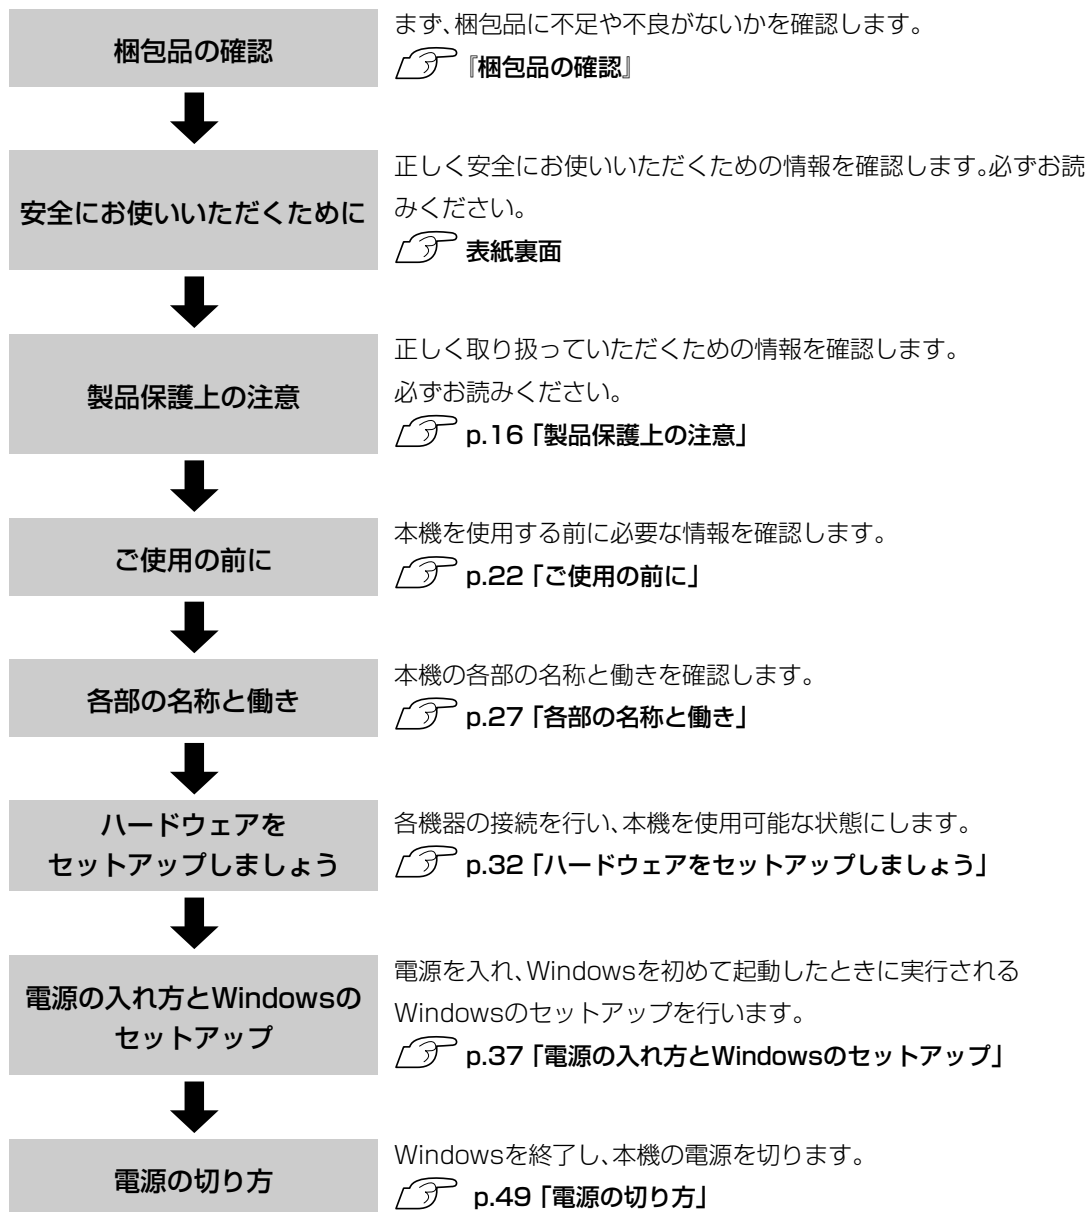 梱包品の確認
まず、梱包品に不足や不良がないかを確認します。
『梱包品の確認』
安全にお使いいただくために
正しく安全にお使いいただくための情報を確認します。必ずお読
みください。
表紙裏面
製品保護上の注意
正しく取り扱っていただくための情報を確認します。
必ずお読みください。
p.16「製品保護上の注意」
ご使用の前に
本機を使用する前に必要な情報を確認します。
p.22「ご使用の前に」
各部の名称と働き
本機の各部の名称と働きを確認します。
p.27「各部の名称と働き」
ハードウェアを
セットアップしましょう
各機器の接続を行い、本機を使用可能な状態にします。
p.32「ハードウェアをセットアップしましょう」
電源の入れ方とWindowsの
セットアップ
電源を入れ、Windowsを初めて起動したときに実行される
Windowsのセットアップを行います。
p.37「電源の入れ方とWindowsのセットアップ」
電源の切り方
Windowsを終了し、本機の電源を切ります。
p.49「電源の切り方」